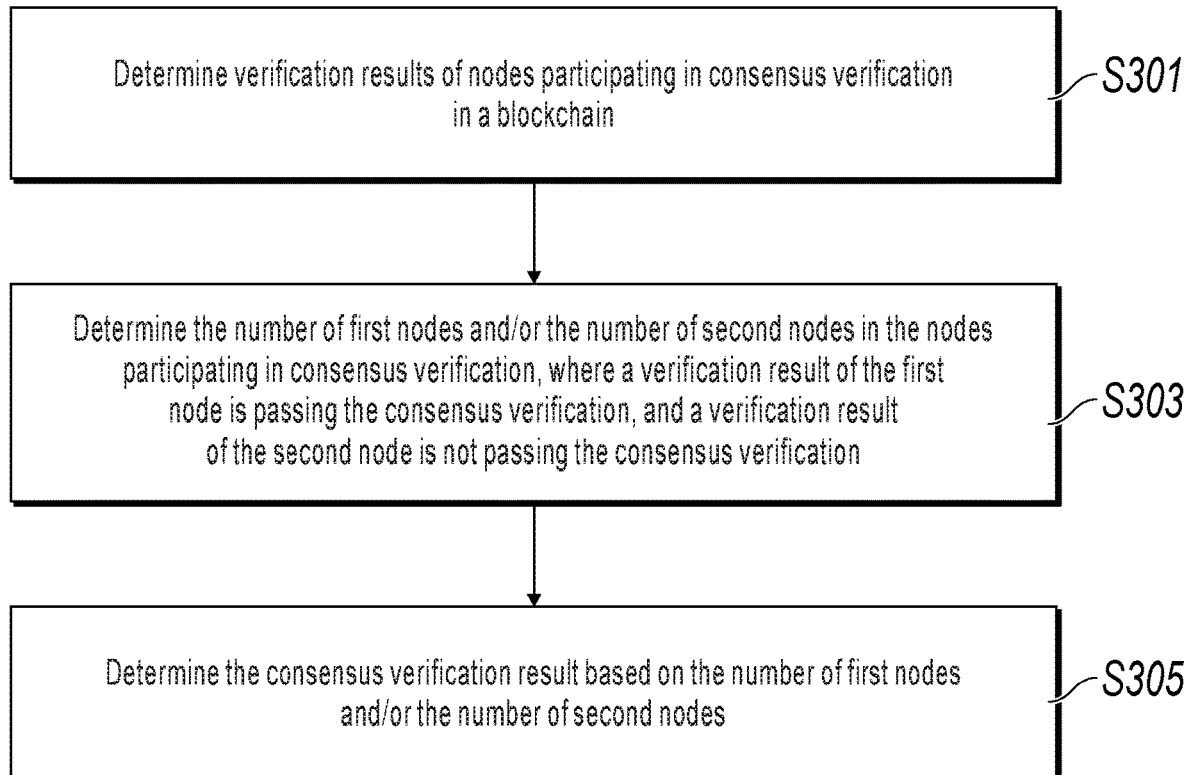 Determine verification results of nodes participating in consensus verification
in a blockchain
S301
Determine the number of first nodes and/or the number of second nodes in the nodes
participating in consensus verification, where a verification result of the first
node is passing the consensus verification, and a verification result
of the second node is not passing the consensus verification
S303
Determine the consensus verification result based on the number of first nodes
and/or the number of second nodes
S305